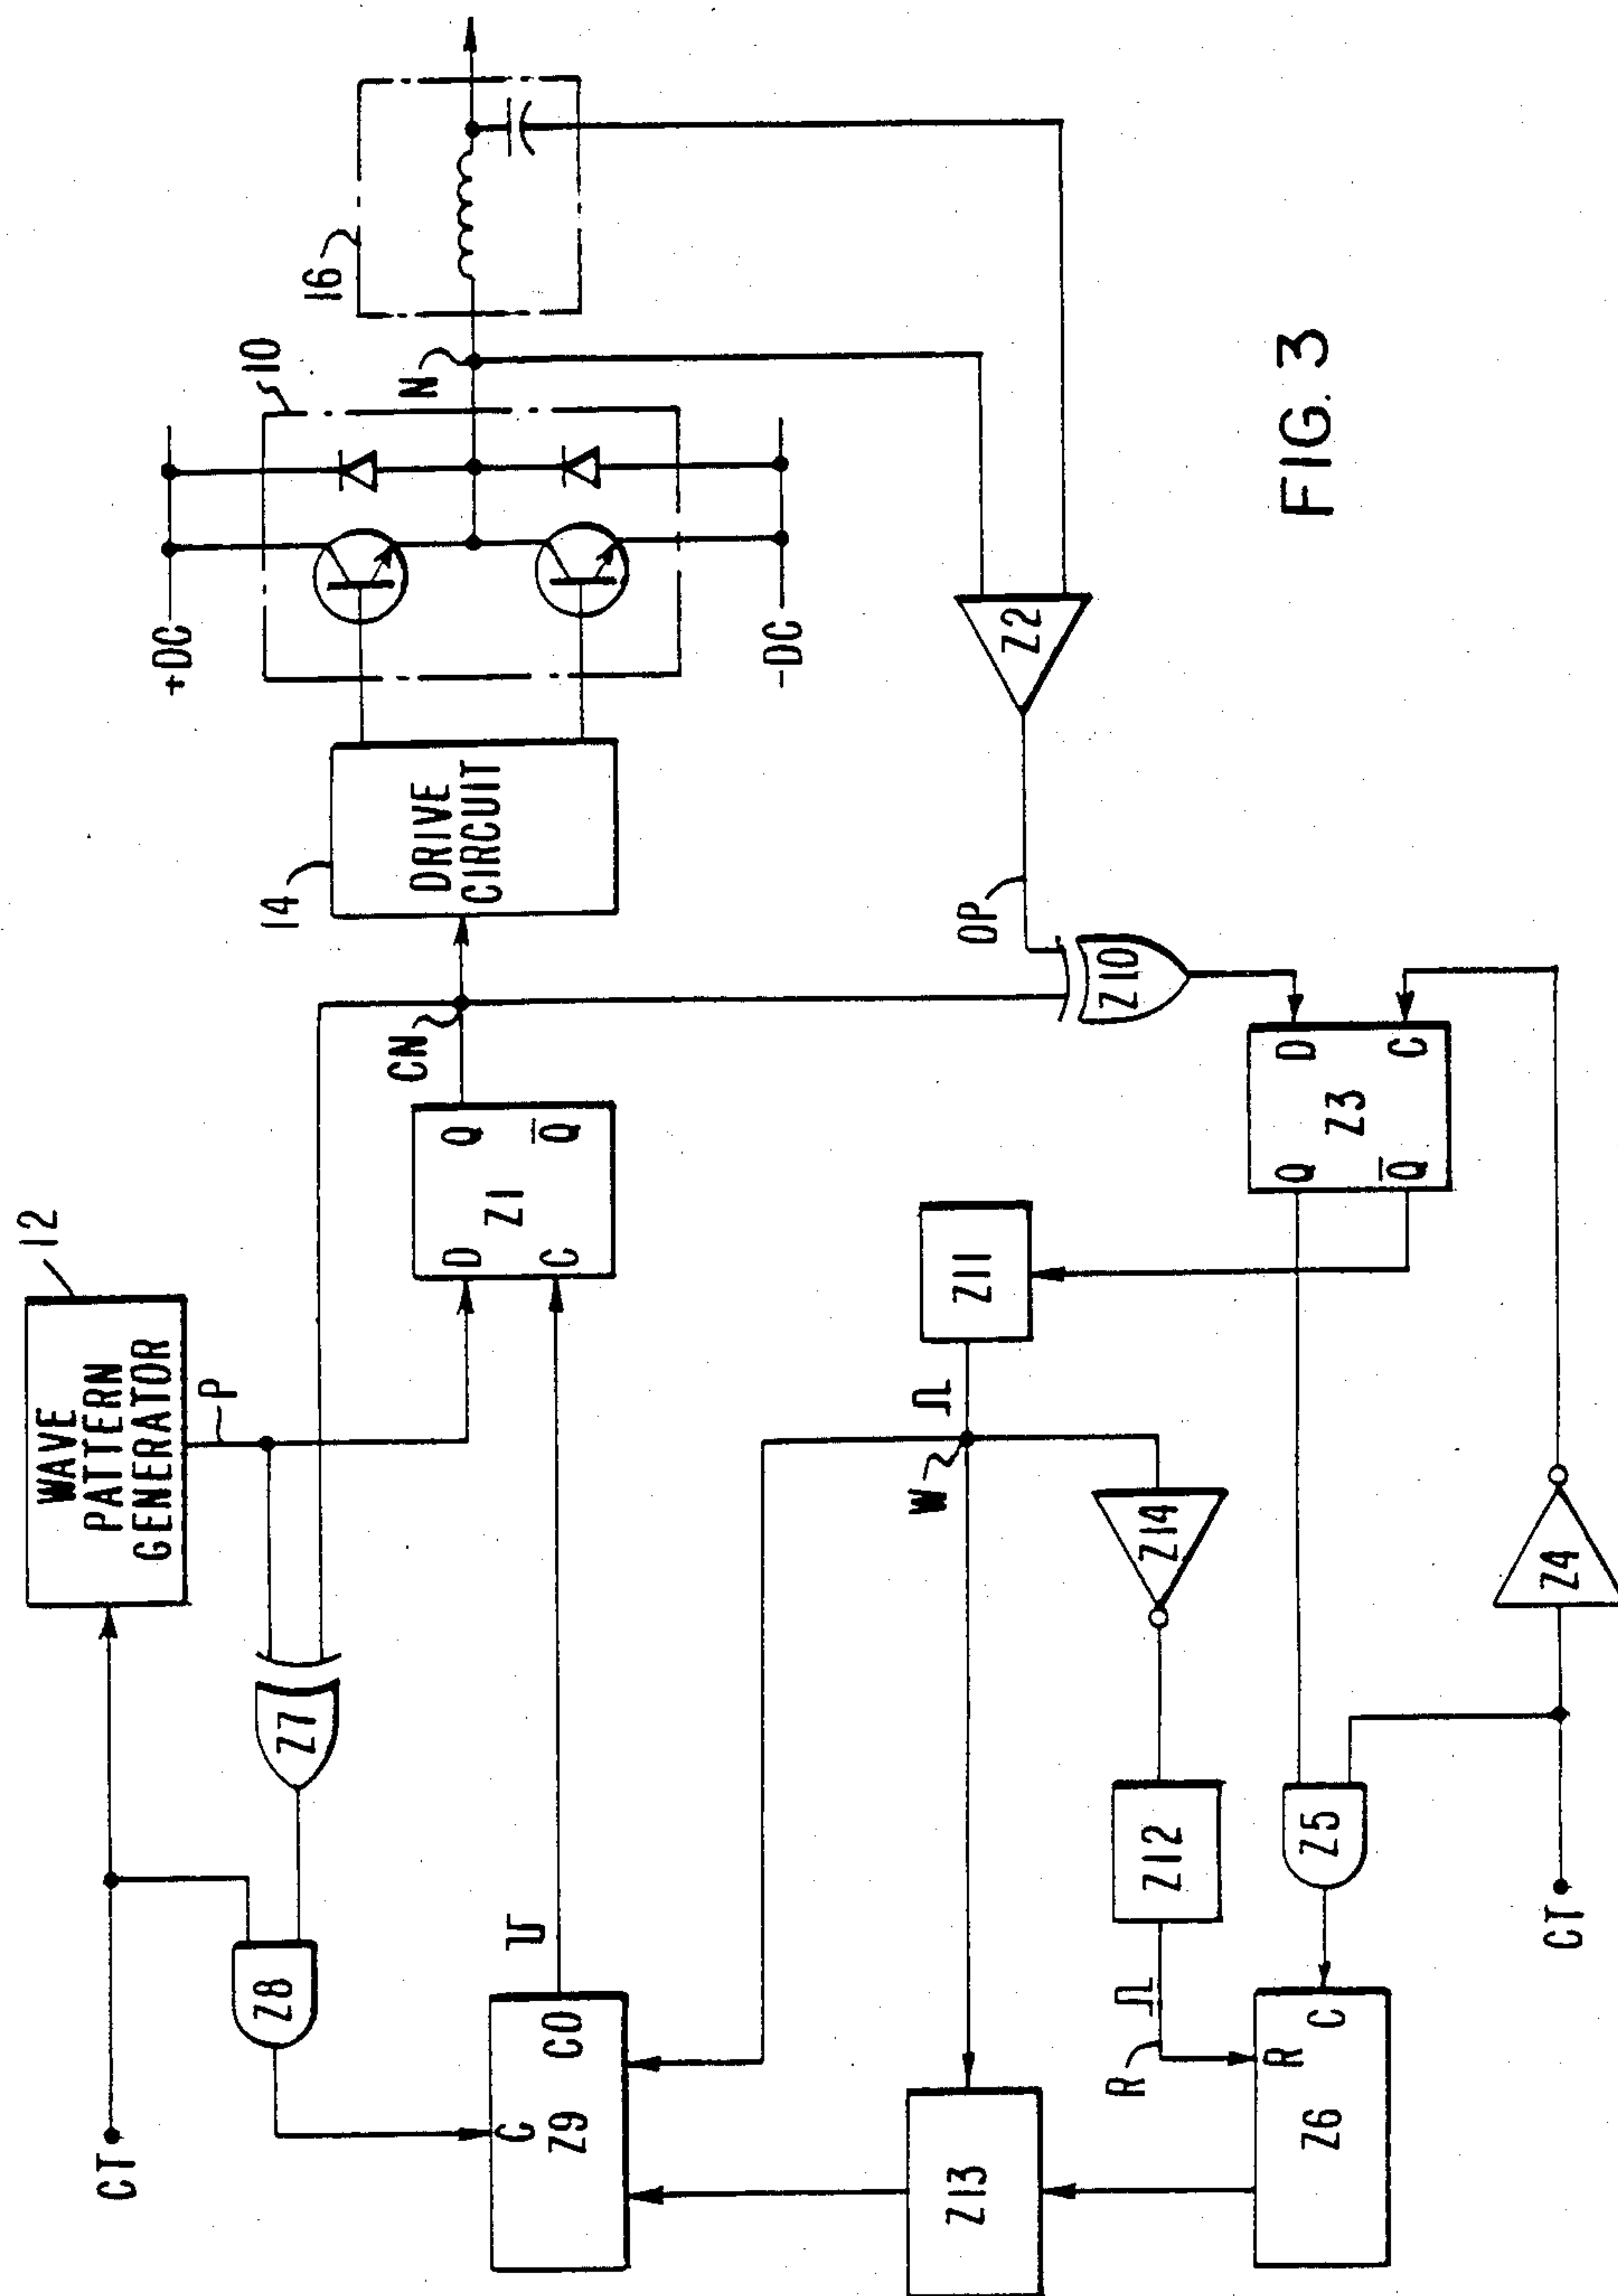 12
WAVE
PATTERN
GENERATOR
P
CT
Z8
Z7
16
10
+DC
N
14
DRIVE
CIRCUIT
CN
D
Q
Z1
C
Q̅
-DC
C
CO
Z9
W
Z11
OP
Z2
Z10
Z14
Z13
Z12
R
Z5
Q
D
Z3
Q̅
C
R
C
Z6
Z4
CT
FIG. 3